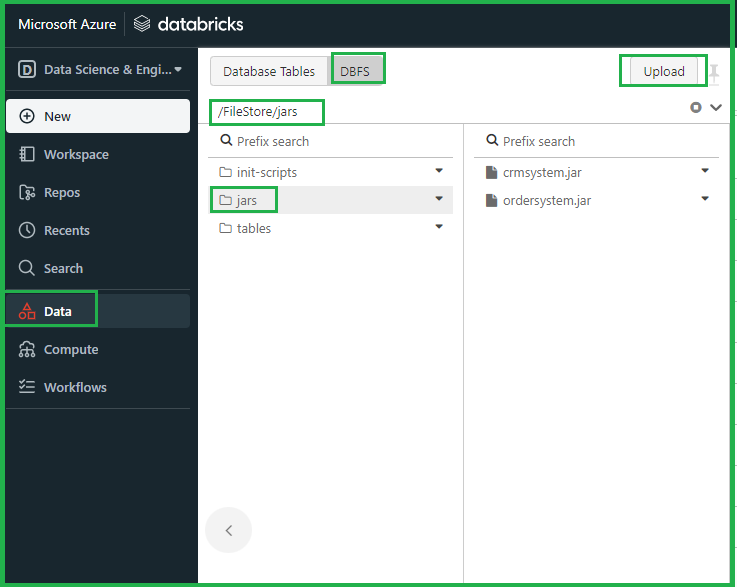 Microsoft Azure databricks
Data Science & Engi...
New
Workspace
Repos
Recents
Search
Data
Compute
Workflows
Database Tables DBFS Upload
/FileStore/jars
Prefix search
init-scripts
jars
tables
Prefix search
crmsystem.jar
ordersystem.jar